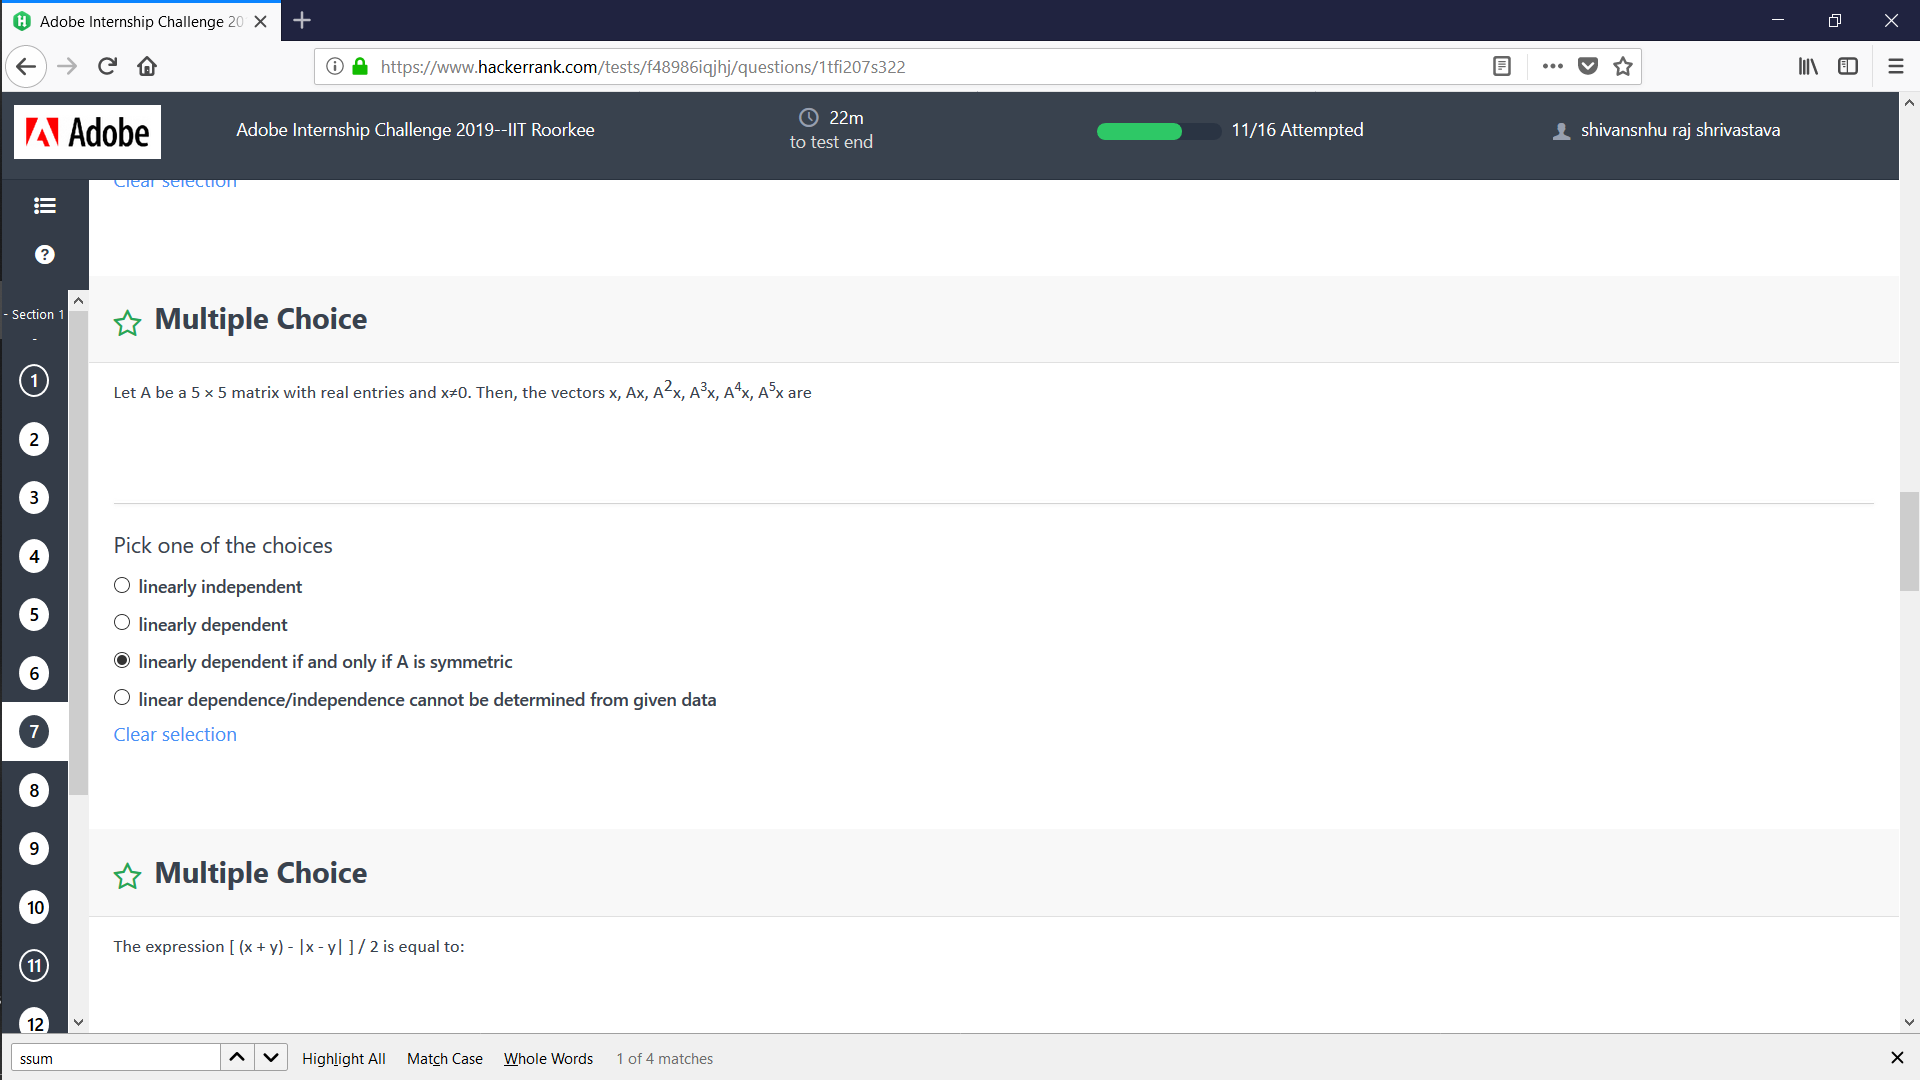 Adobe Internship Challenge 20
https://www.hackerrank.com/tests/f48986iqjhj/questions/1tfi207s322
Adobe
Adobe Internship Challenge 2019--IIT Roorkee
22m
to test end
11/16 Attempted
shivansnhu raj shrivastava
Clear selection
- Section 1
-
1
2
3
4
5
6
7
8
9
10
11
12
Multiple Choice
Let A be a 5 × 5 matrix with real entries and x≠0. Then, the vectors x, Ax, A²x, A³x, A⁴x, A⁵x are
Pick one of the choices
linearly independent
linearly dependent
linearly dependent if and only if A is symmetric
linear dependence/independence cannot be determined from given data
Clear selection
Multiple Choice
The expression [ (x + y) - |x - y| ] / 2 is equal to:
ssum
Highlight All
Match Case
Whole Words
1 of 4 matches